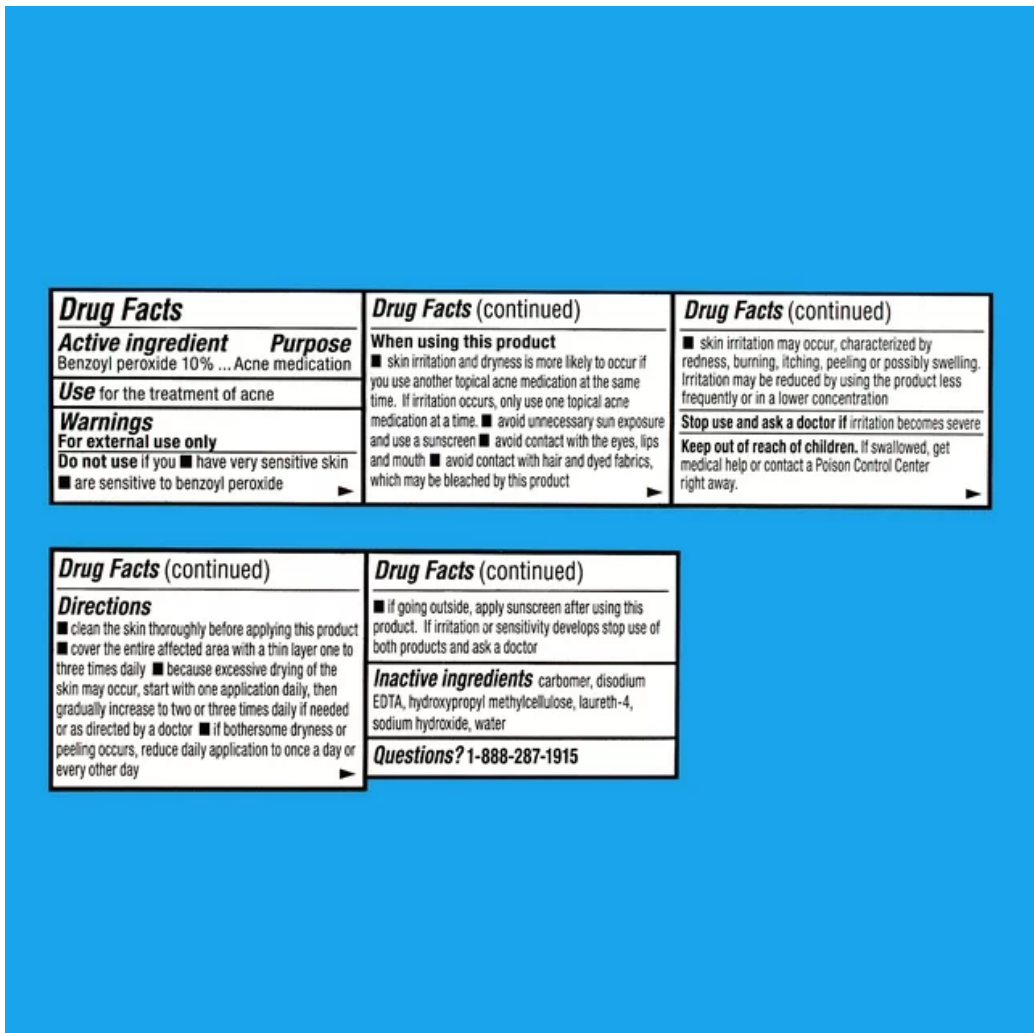 Drug Facts
Active ingredient Purpose
Benzoyl peroxide 10% ... Acne medication
Use for the treatment of acne
Warnings
For external use only
Do not use if you ■ have very sensitive skin
■ are sensitive to benzoyl peroxide
Drug Facts (continued)
When using this product
■ skin irritation and dryness is more likely to occur if
you use another topical acne medication at the same
time. If irritation occurs, only use one topical acne
medication at a time. ■ avoid unnecessary sun exposure
and use a sunscreen ■ avoid contact with the eyes, lips
and mouth ■ avoid contact with hair and dyed fabrics,
which may be bleached by this product
Drug Facts (continued)
■ skin irritation may occur, characterized by
redness, burning, itching, peeling or possibly swelling.
Irritation may be reduced by using the product less
frequently or in a lower concentration
Stop use and ask a doctor if irritation becomes severe
Keep out of reach of children. If swallowed, get
medical help or contact a Poison Control Center
right away.
Drug Facts (continued)
Directions
■ clean the skin thoroughly before applying this product
■ cover the entire affected area with a thin layer one to
three times daily ■ because excessive drying of the
skin may occur, start with one application daily, then
gradually increase to two or three times daily if needed
or as directed by a doctor ■ if bothersome dryness or
peeling occurs, reduce daily application to once a day or
every other day
Drug Facts (continued)
■ if going outside, apply sunscreen after using this
product. If irritation or sensitivity develops stop use of
both products and ask a doctor
Inactive ingredients carbomer, disodium
EDTA, hydroxypropyl methylcellulose, laureth-4,
sodium hydroxide, water
Questions? 1-888-287-1915